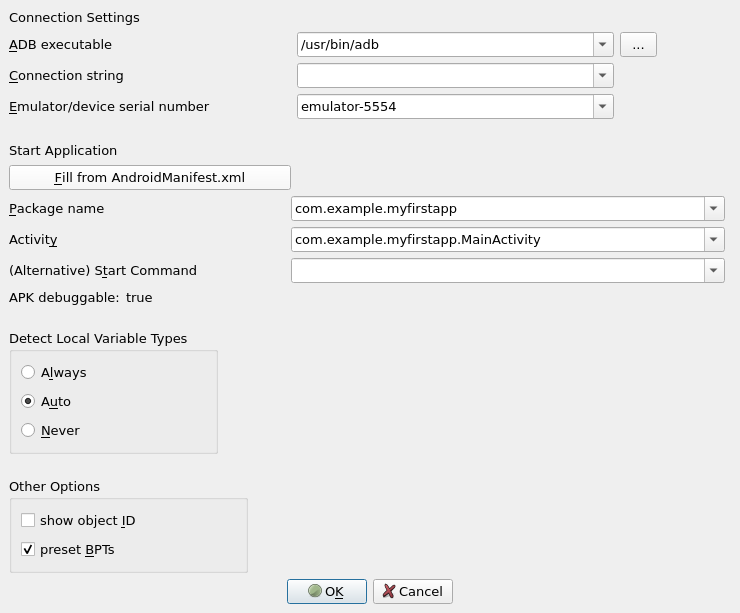 Connection Settings
ADB executable /usr/bin/adb ...
Connection string
Emulator/device serial number emulator-5554
Start Application
Fill from AndroidManifest.xml
Package name com.example.myfirstapp
Activity com.example.myfirstapp.MainActivity
(Alternative) Start Command
APK debuggable: true
Detect Local Variable Types
Always
Auto
Never
Other Options
show object ID
preset BPTs
OK Cancel